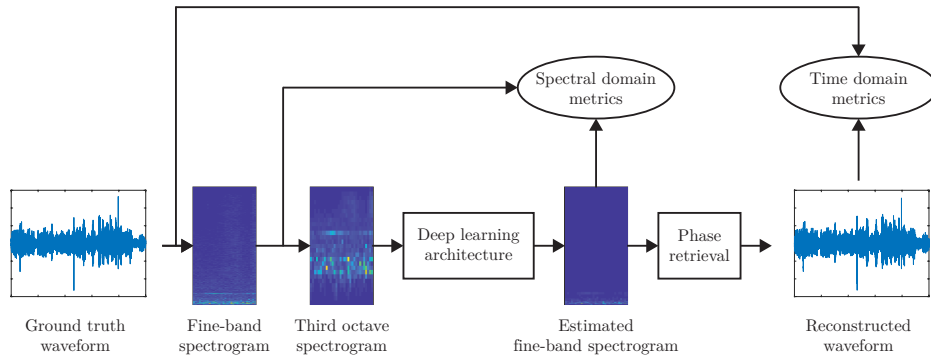 Spectral domain
metrics
Time domain
metrics
Deep learning
architecture
Phase
retrieval
Ground truth
waveform
Fine-band
spectrogram
Third octave
spectrogram
Estimated
fine-band spectrogram
Reconstructed
waveform